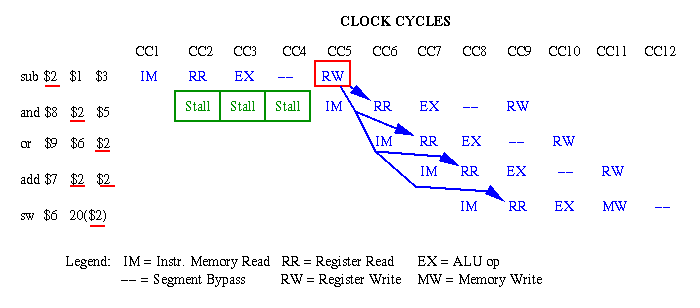 CLOCK CYCLES
CC1 CC2 CC3 CC4 CC5 CC6 CC7 CC8 CC9 CC10 CC11 CC12
sub $2 $1 $3 IM RR EX -- RW
and $8 $2 $5 Stall Stall Stall IM RR EX -- RW
or $9 $6 $2 IM RR EX -- RW
add $7 $2 $2 IM RR EX -- RW
sw $6 20($2) IM RR EX MW --
Legend: IM = Instr. Memory Read RR = Register Read EX = ALU op
-- = Segment Bypass RW = Register Write MW = Memory Write